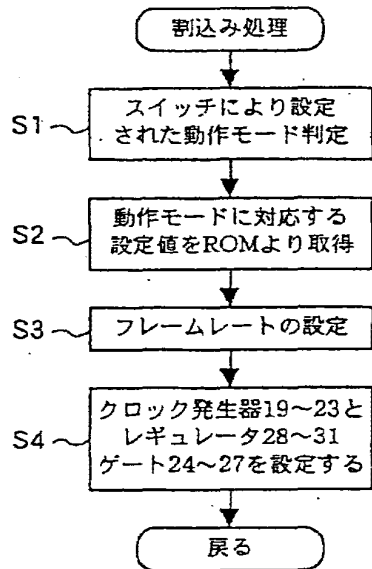 割込み処理
S1
スイッチにより設定
された動作モード判定
S2
動作モードに対応する
設定値をROMより取得
S3
フレームレートの設定
S4
クロック発生器19～23と
レギュレータ28～31
ゲート24～27を設定する
戻る